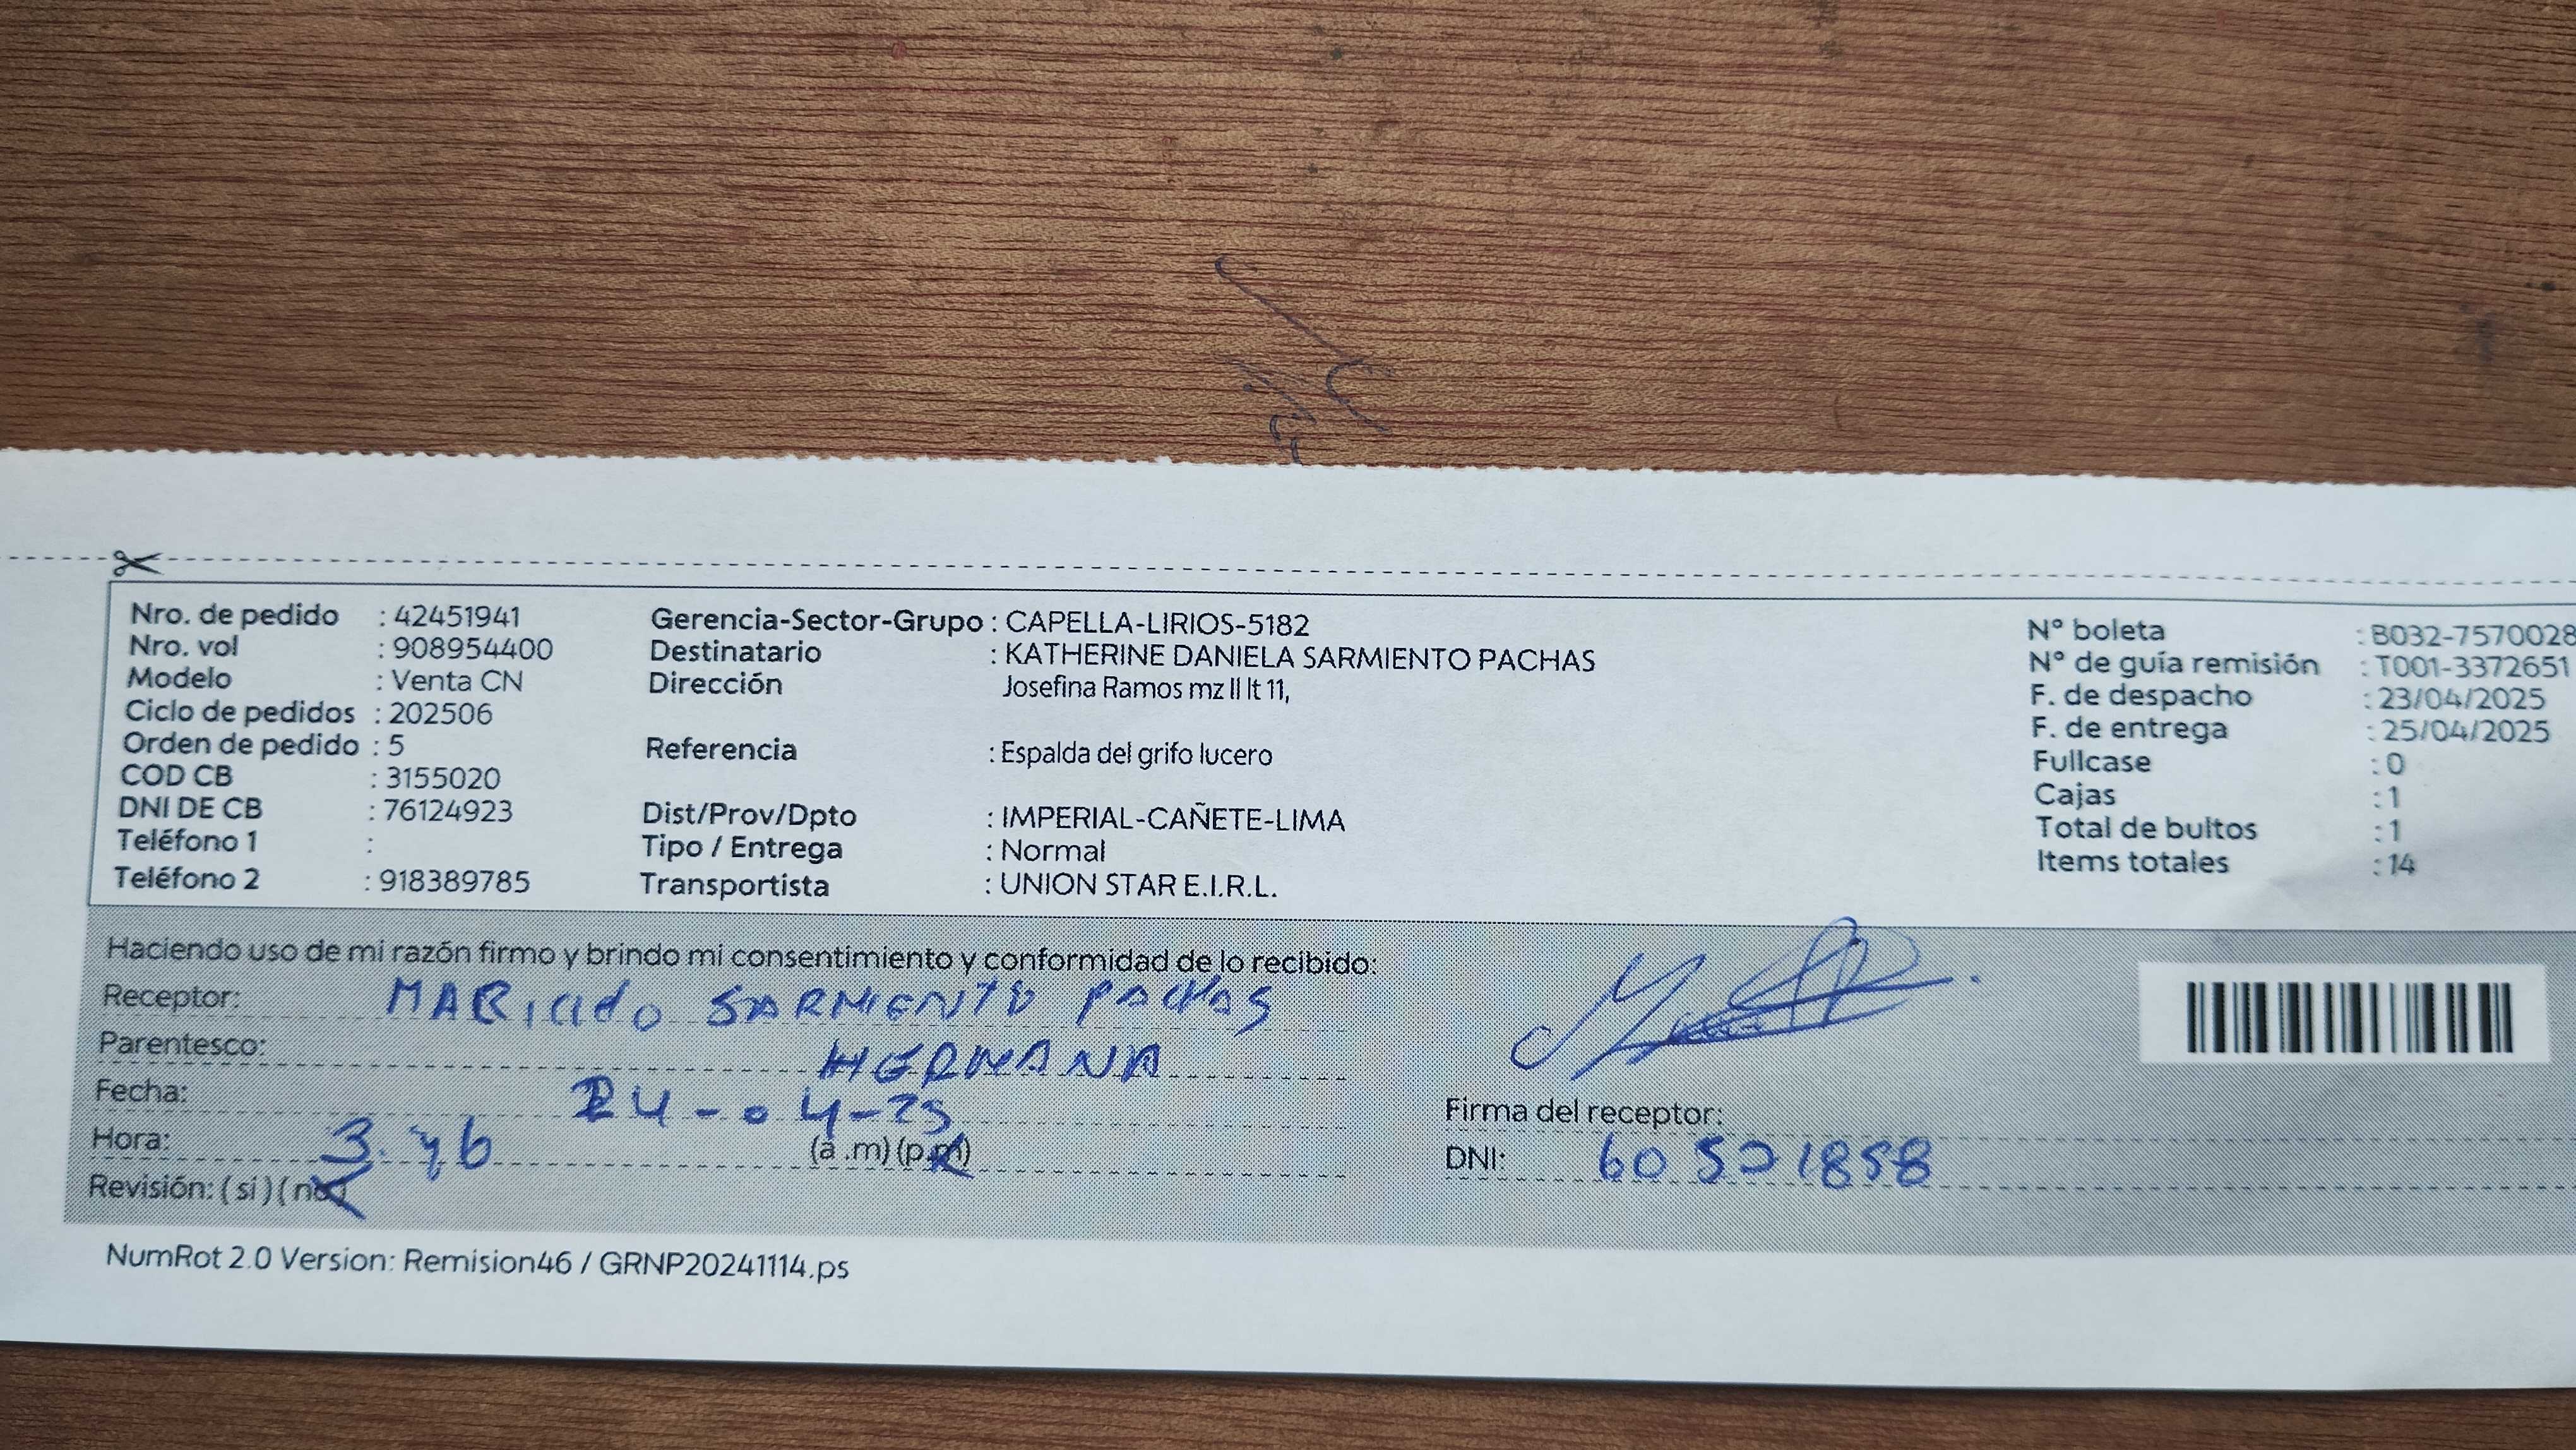 Nro. de pedido : 42451941
Nro. vol : 908954400
Modelo : Venta CN
Ciclo de pedidos : 202506
Orden de pedido : 5
COD CB : 3155020
DNI DE CB : 76124923
Teléfono 1 :
Teléfono 2 : 918389785
Gerencia-Sector-Grupo : CAPELLA-LIRIOS-5182
Destinatario : KATHERINE DANIELA SARMIENTO PACHAS
Dirección Josefina Ramos mz ll lt 11,
Referencia : Espalda del grifo lucero
Dist/Prov/Dpto : IMPERIAL-CAÑETE-LIMA
Tipo / Entrega : Normal
Transportista : UNION STAR E.I.R.L.
N° boleta : B032-7570028
N° de guía remisión : T001-3372651
F. de despacho : 23/04/2025
F. de entrega : 25/04/2025
Fullcase : 0
Cajas : 1
Total de bultos : 1
Items totales : 14
Haciendo uso de mi razón firmo y brindo mi consentimiento y conformidad de lo recibido:
Receptor: SARMIENTO PACHAS
Parentesco: HERMANA
Fecha: 24-04-25
Hora: 3. (a.m) (p.m)
Revisión: (si) (no)
Firma del receptor:
DNI:
NumRot 2.0 Version: Remision46 / GRNP20241114.ps